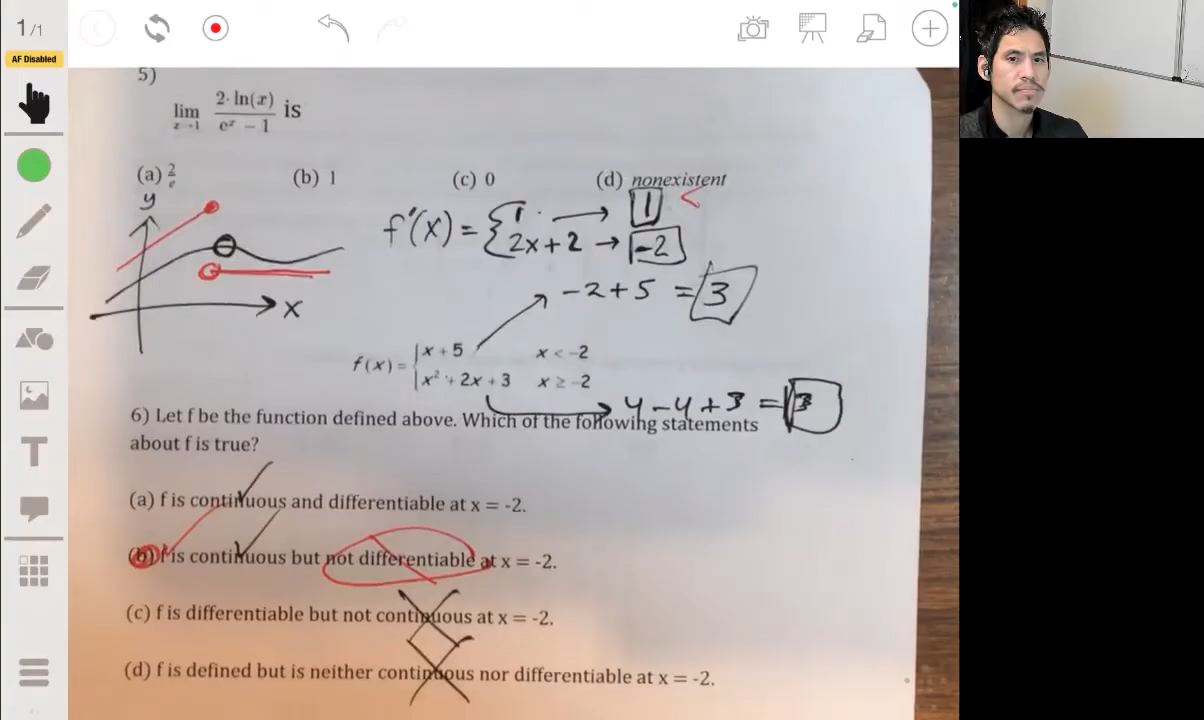 1/1
AF Disabled
5)
lim x→1 2· ln(x) / eˣ − 1 is
(a) 2/e (b) 1 (c) 0 (d) nonexistent
y
x
f'(x) = { 1 → 1
2x+2 → -2
-2+5 = 3
f(x) = | x + 5 x < -2
| x² + 2x + 3 x ≥ -2
4-4+3 = 3
6) Let f be the function defined above. Which of the following statements
about f is true?
(a) f is continuous and differentiable at x = -2.
(b) f is continuous but not differentiable at x = -2.
(c) f is differentiable but not continuous at x = -2.
(d) f is defined but is neither continuous nor differentiable at x = -2.
T